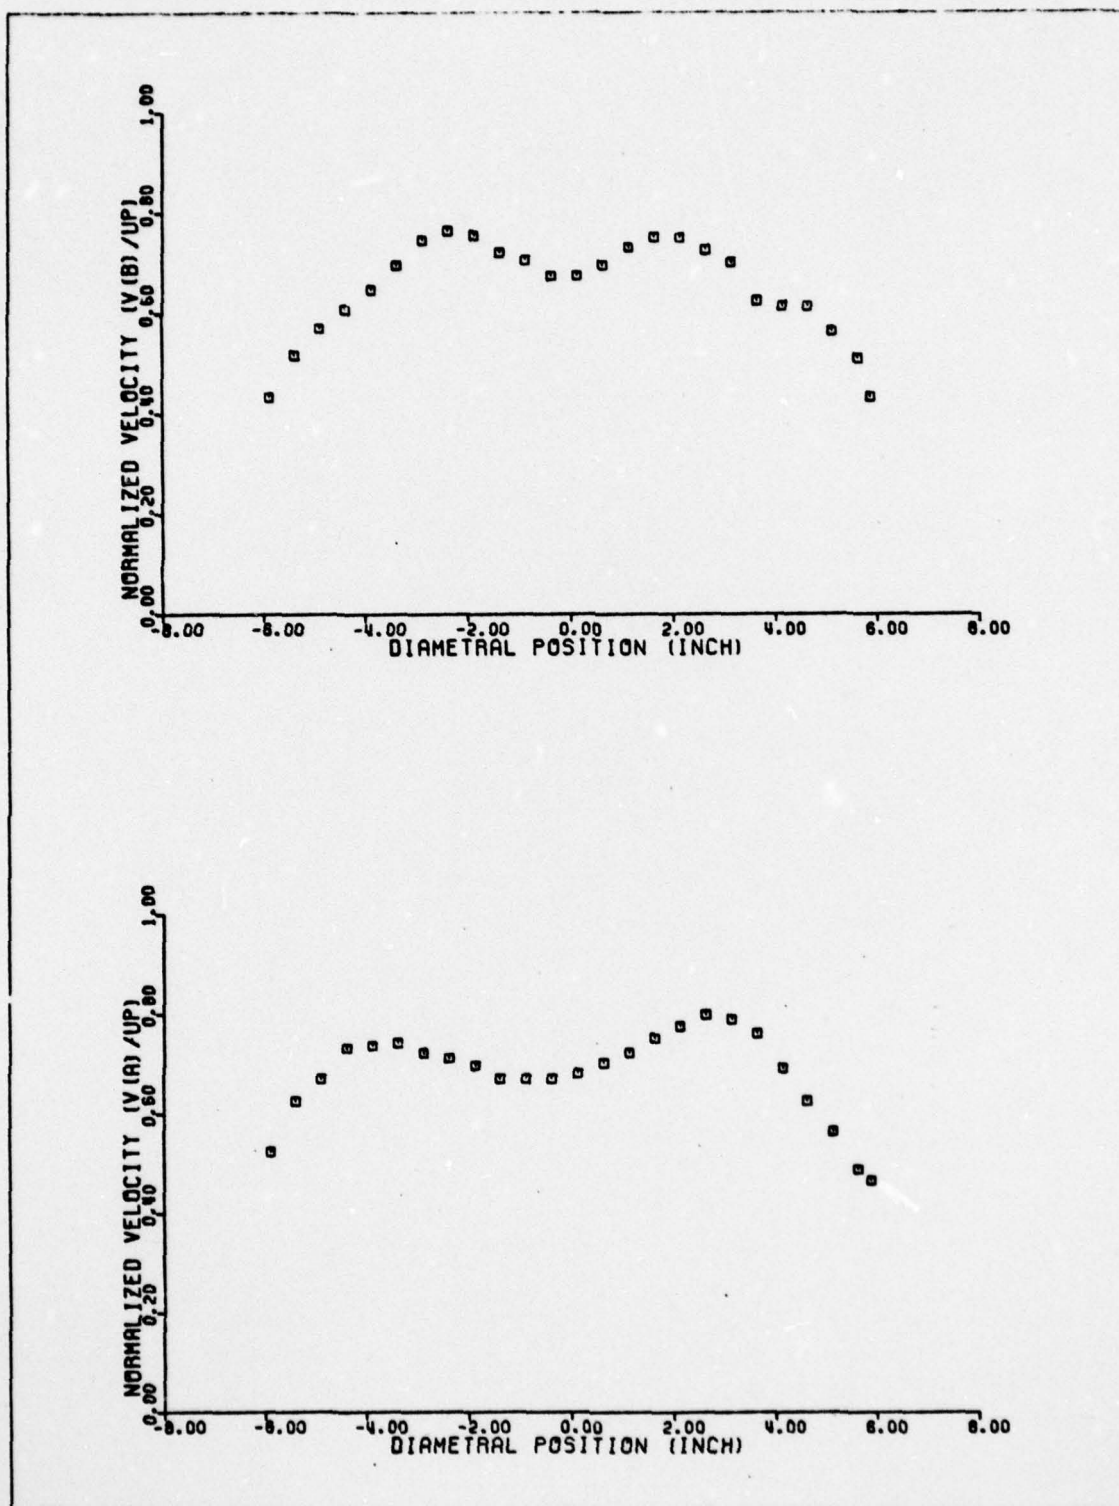 1.00
0.80
0.60
0.40
0.20
0.00
NORMALIZED VELOCITY (V(B)/UP)
-8.00 -6.00 -4.00 -2.00 0.00 2.00 4.00 6.00 8.00
DIAMETRAL POSITION (INCH)
1.00
0.80
0.60
0.40
0.20
0.00
NORMALIZED VELOCITY (V(A)/UP)
-8.00 -6.00 -4.00 -2.00 0.00 2.00 4.00 6.00 8.00
DIAMETRAL POSITION (INCH)